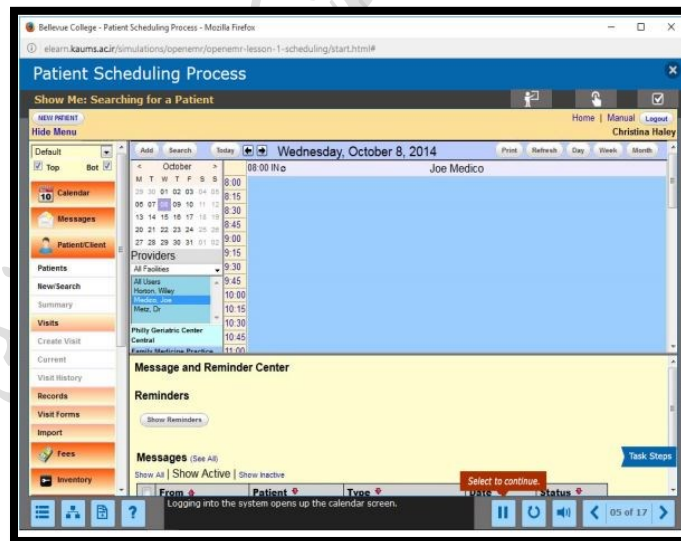 Bellevue College - Patient Scheduling Process - Mozilla Firefox
elearn.kaums.ac.ir/simulations/openemr/openemr-lesson-1-scheduling/start.html#
Patient Scheduling Process
Show Me: Searching for a Patient
NEW PATIENT
Home | Manual Logout
Hide Menu
Christina Haley
Default
Top Bot
Add Search Today Wednesday, October 8, 2014 Print Refresh Day Week Month
< October > 08:00 IN Joe Medico
M T W T F S S
29 30 01 02 03 04 05
06 07 08 09 10 11 12
13 14 15 16 17 18 19
20 21 22 23 24 25 26
27 28 29 30 31 01 02
8:00
8:15
8:30
8:45
9:00
9:15
9:30
9:45
10:00
10:15
10:30
10:45
11:00
Providers
All Facilities
All Users
Horton, Wiley
Medico, Joe
Metz, Dr
Philly Geriatric Center
Central
Family Medicine Practice
10 Calendar
Messages
Patient/Client
Patients
New/Search
Summary
Visits
Create Visit
Current
Visit History
Records
Visit Forms
Import
Fees
Inventory
Message and Reminder Center
Reminders
Show Reminders
Messages (See All)
Show All | Show Active | Show Inactive
From Patient Type Date Status
Task Steps
Select to continue.
Logging into the system opens up the calendar screen.
?
05 of 17